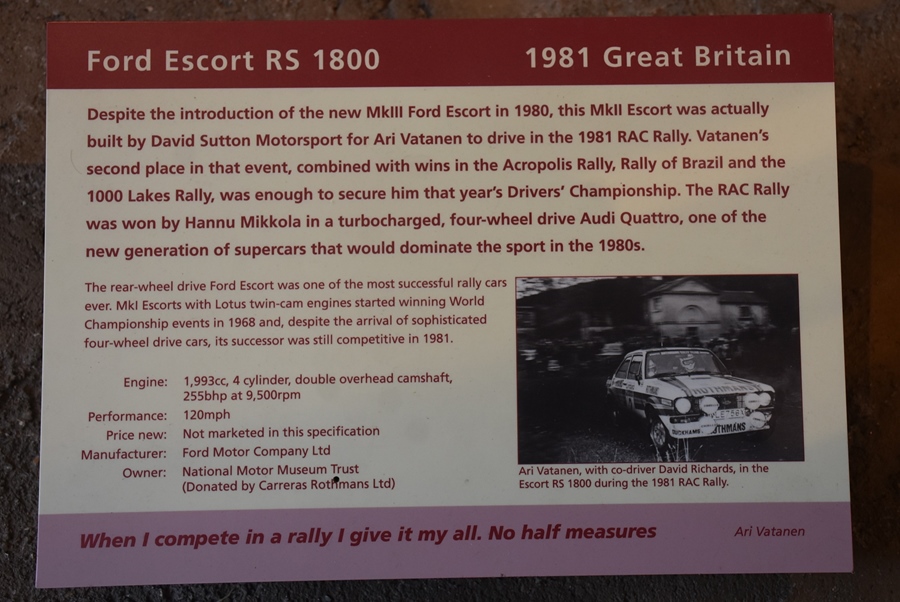 Ford Escort RS 1800 1981 Great Britain
Despite the introduction of the new MkIII Ford Escort in 1980, this MkII Escort was actually
built by David Sutton Motorsport for Ari Vatanen to drive in the 1981 RAC Rally. Vatanen's
second place in that event, combined with wins in the Acropolis Rally, Rally of Brazil and the
1000 Lakes Rally, was enough to secure him that year's Drivers' Championship. The RAC Rally
was won by Hannu Mikkola in a turbocharged, four-wheel drive Audi Quattro, one of the
new generation of supercars that would dominate the sport in the 1980s.
The rear-wheel drive Ford Escort was one of the most successful rally cars
ever. MkI Escorts with Lotus twin-cam engines started winning World
Championship events in 1968 and, despite the arrival of sophisticated
four-wheel drive cars, its successor was still competitive in 1981.
Engine: 1,993cc, 4 cylinder, double overhead camshaft,
255bhp at 9,500rpm
Performance: 120mph
Price new: Not marketed in this specification
Manufacturer: Ford Motor Company Ltd
Owner: National Motor Museum Trust
(Donated by Carreras Rothmans Ltd)
ROTHMANS
OTHMANS
Ari Vatanen, with co-driver David Richards, in the
Escort RS 1800 during the 1981 RAC Rally.
When I compete in a rally I give it my all. No half measures Ari Vatanen